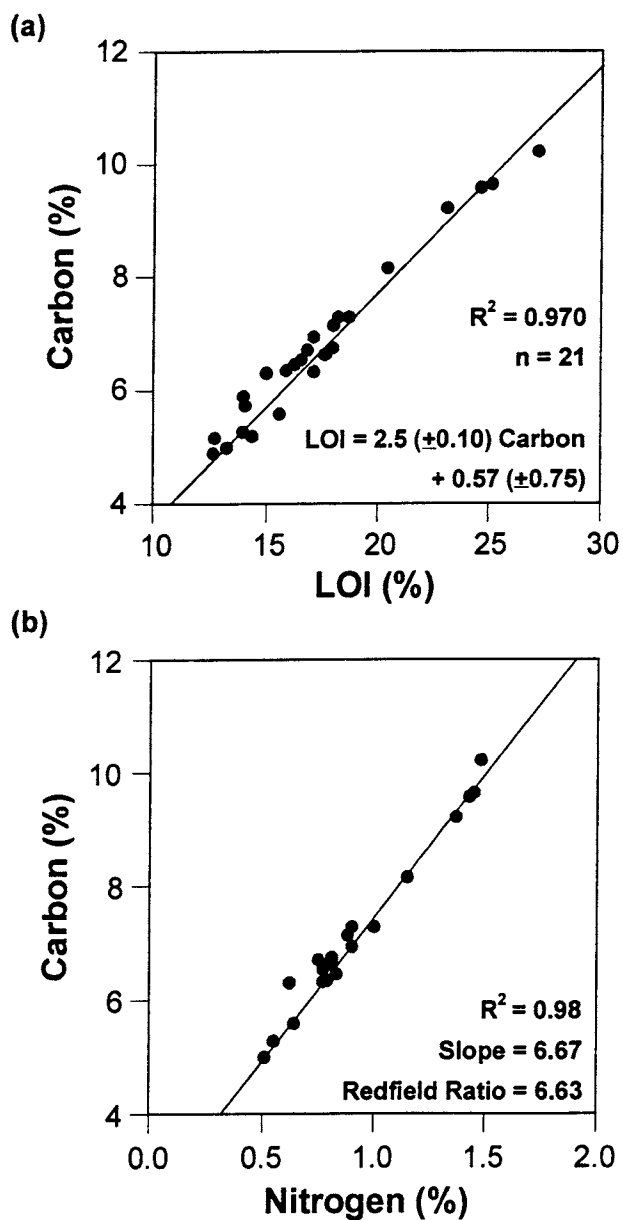 (a)
12
10
8
6
4
Carbon (%)
R² = 0.970
n = 21
LOI = 2.5 (±0.10) Carbon
+ 0.57 (±0.75)
10 15 20 25 30
LOI (%)
(b)
12
10
8
6
4
Carbon (%)
R² = 0.98
Slope = 6.67
Redfield Ratio = 6.63
0.0 0.5 1.0 1.5 2.0
Nitrogen (%)